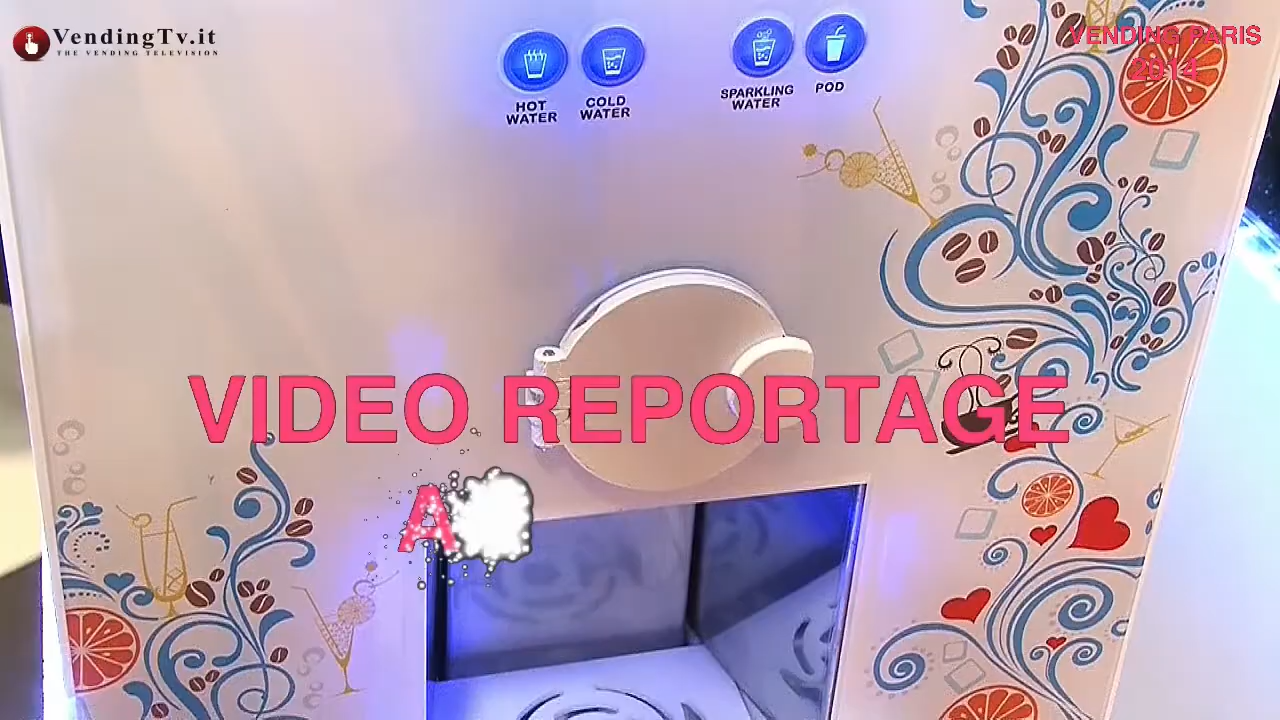 VendingTv.it
THE VENDING TELEVISION
VENDING PARIS
2014
HOT
WATER
COLD
WATER
SPARKLING
WATER
POD
VIDEO REPORTAGE
A